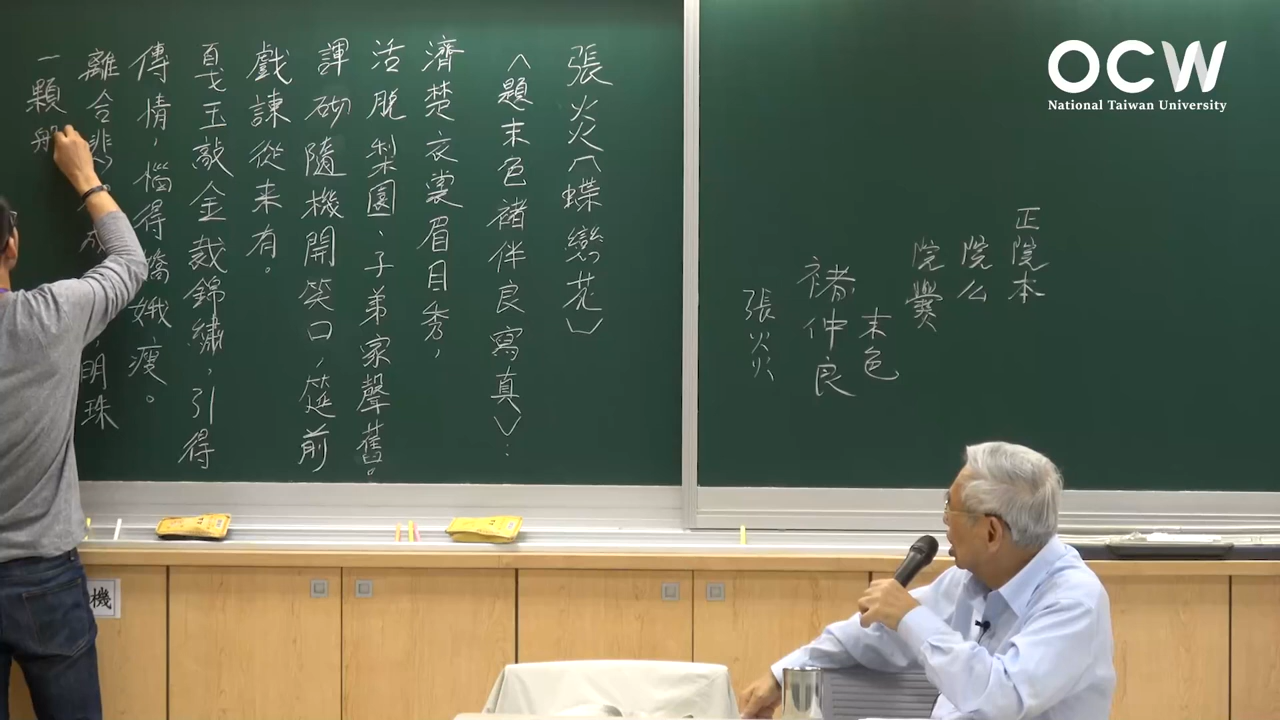 OCW
National Taiwan University
正院本
院么
院爨
末色
褚仲良
張炎
張炎〈蝶戀花〉
〈題末色褚伴良寫真〉：
濟楚衣裳眉目秀，
活脫梨園、子弟家聲舊。
諢砌隨機開笑口，筵前
戲諫從来有。
戛玉敲金裁錦繡，引得
傳情，惱得嬌娥瘦。
離合悲 成 ，明珠
一顆
機